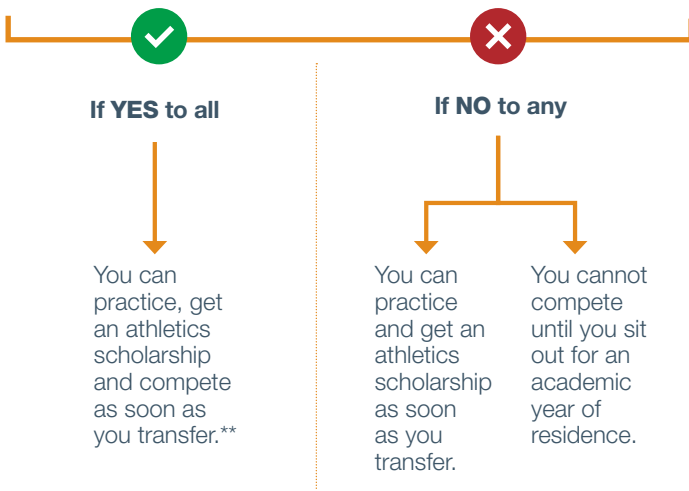 If YES to all
You can
practice, get
an athletics
scholarship
and compete
as soon as
you transfer.**
If NO to any
You can
practice
and get an
athletics
scholarship
as soon
as you
transfer.
You cannot
compete
until you sit
out for an
academic
year of
residence.